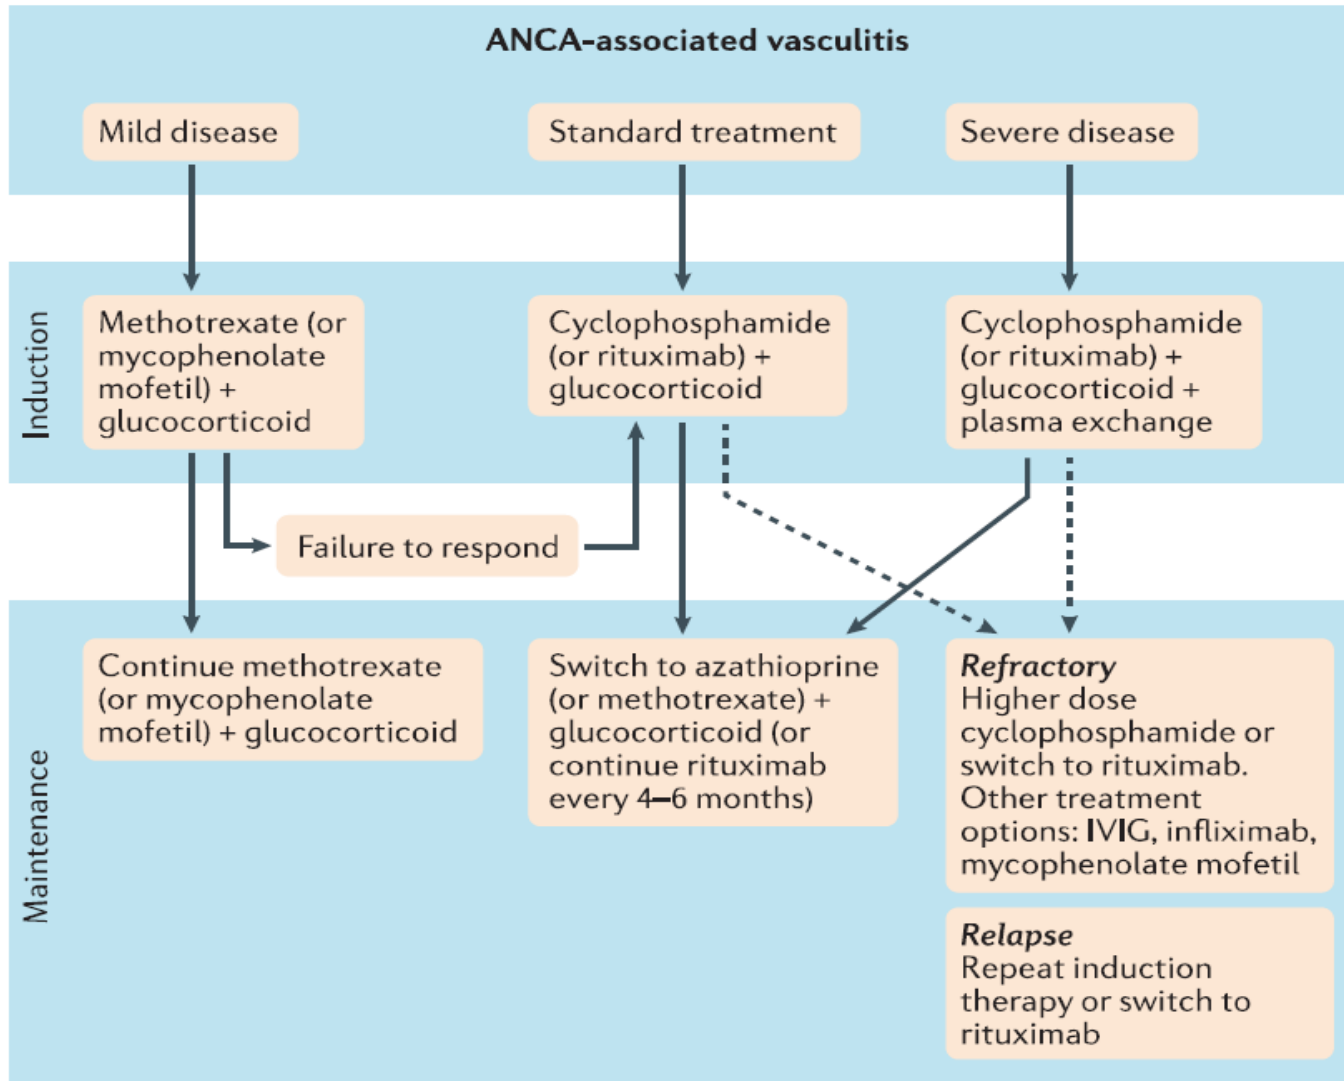 ANCA-associated vasculitis
Mild disease
Standard treatment
Severe disease
Induction
Methotrexate (or
mycophenolate
mofetil) +
glucocorticoid
Cyclophosphamide
(or rituximab) +
glucocorticoid
Cyclophosphamide
(or rituximab) +
glucocorticoid +
plasma exchange
Failure to respond
Maintenance
Continue methotrexate
(or mycophenolate
mofetil) + glucocorticoid
Switch to azathioprine
(or methotrexate) +
glucocorticoid (or
continue rituximab
every 4–6 months)
Refractory
Higher dose
cyclophosphamide or
switch to rituximab.
Other treatment
options: IVIG, infliximab,
mycophenolate mofetil
Relapse
Repeat induction
therapy or switch to
rituximab